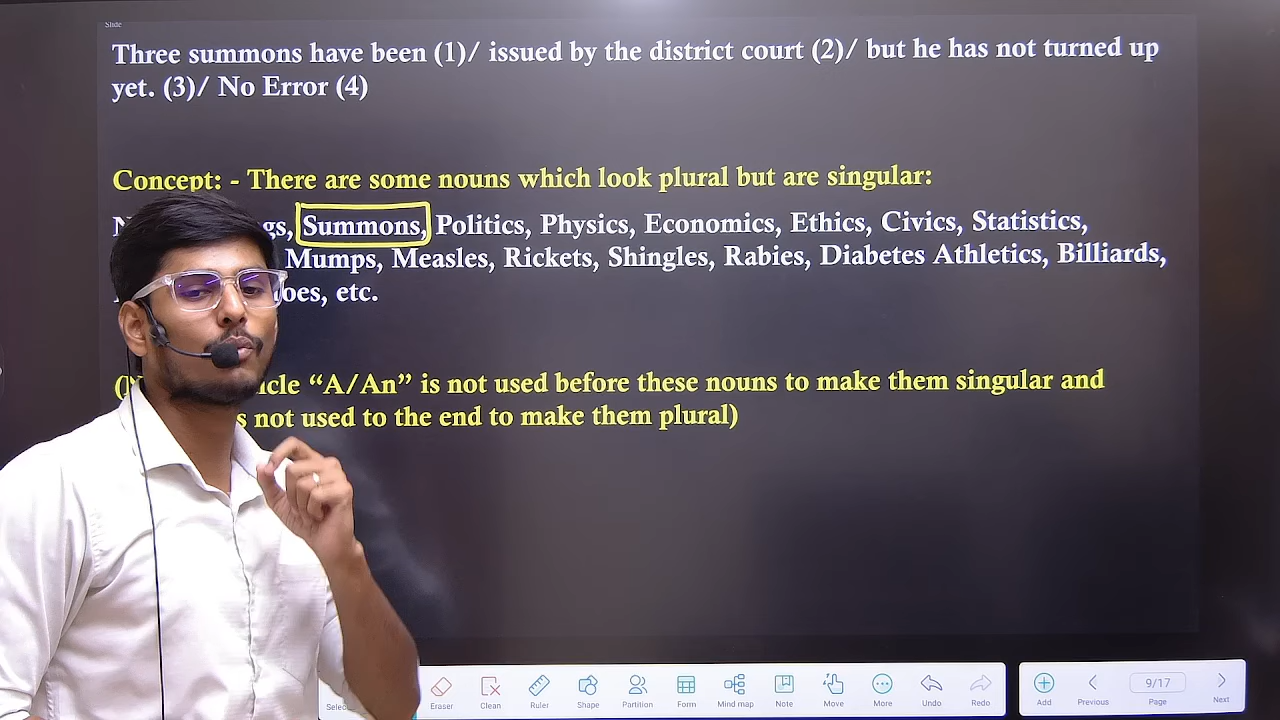 Slide
Three summons have been (1)/ issued by the district court (2)/ but he has not turned up
yet. (3)/ No Error (4)
Concept: - There are some nouns which look plural but are singular:
Summons, Politics, Physics, Economics, Ethics, Civics, Statistics,
Mumps, Measles, Rickets, Shingles, Rabies, Diabetes Athletics, Billiards,
etc.
“A/An” is not used before these nouns to make them singular and
not used to the end to make them plural)
Eraser Clean Ruler Shape Partition Form Mind map Note Move More Undo Redo
Add Previous 9/17 Page Next